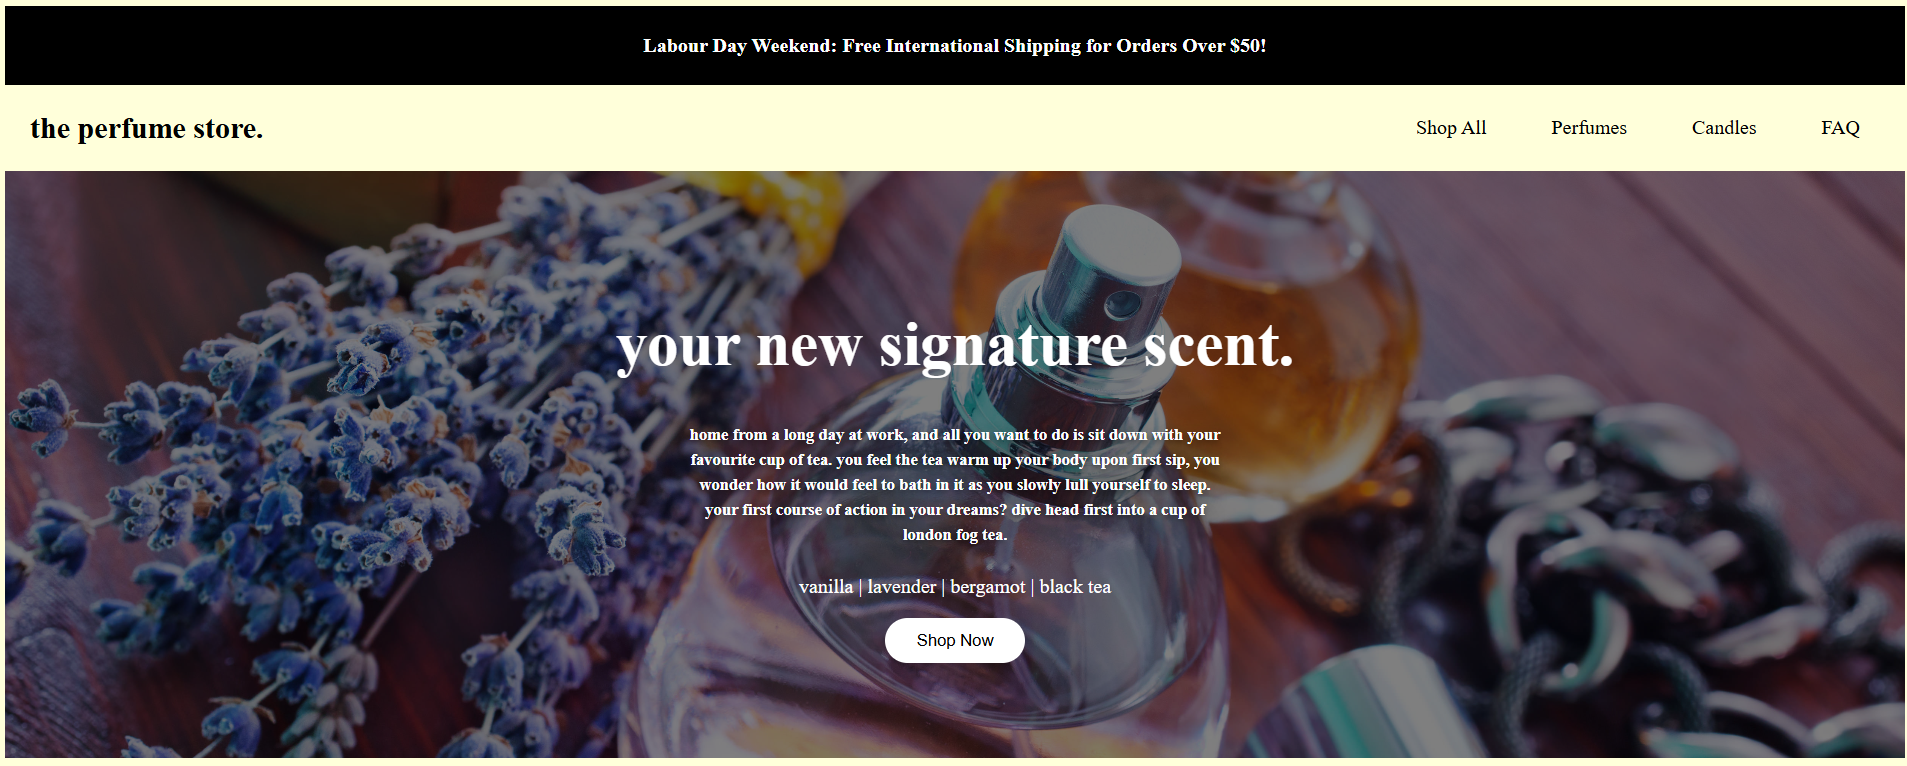 Labour Day Weekend: Free International Shipping for Orders Over $50!
the perfume store.
Shop All
Perfumes
Candles
FAQ
your new signature scent.
home from a long day at work, and all you want to do is sit down with your
favourite cup of tea. you feel the tea warm up your body upon first sip, you
wonder how it would feel to bath in it as you slowly lull yourself to sleep.
your first course of action in your dreams? dive head first into a cup of
london fog tea.
vanilla | lavender | bergamot | black tea
Shop Now